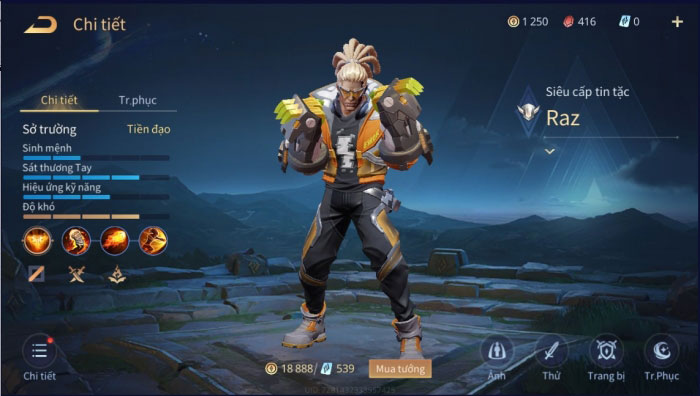 Chi tiết
1 250
416
0
Chi tiết
Tr.phục
Sở trường
Tiền đạo
Sinh mệnh
Sát thương Tay
Hiệu ứng kỹ năng
Độ khó
Siêu cấp tin tặc
Raz
Chi tiết
18 888/ 539
Mua tướng
Ảnh
Thử
Trang bị
Tr.Phục